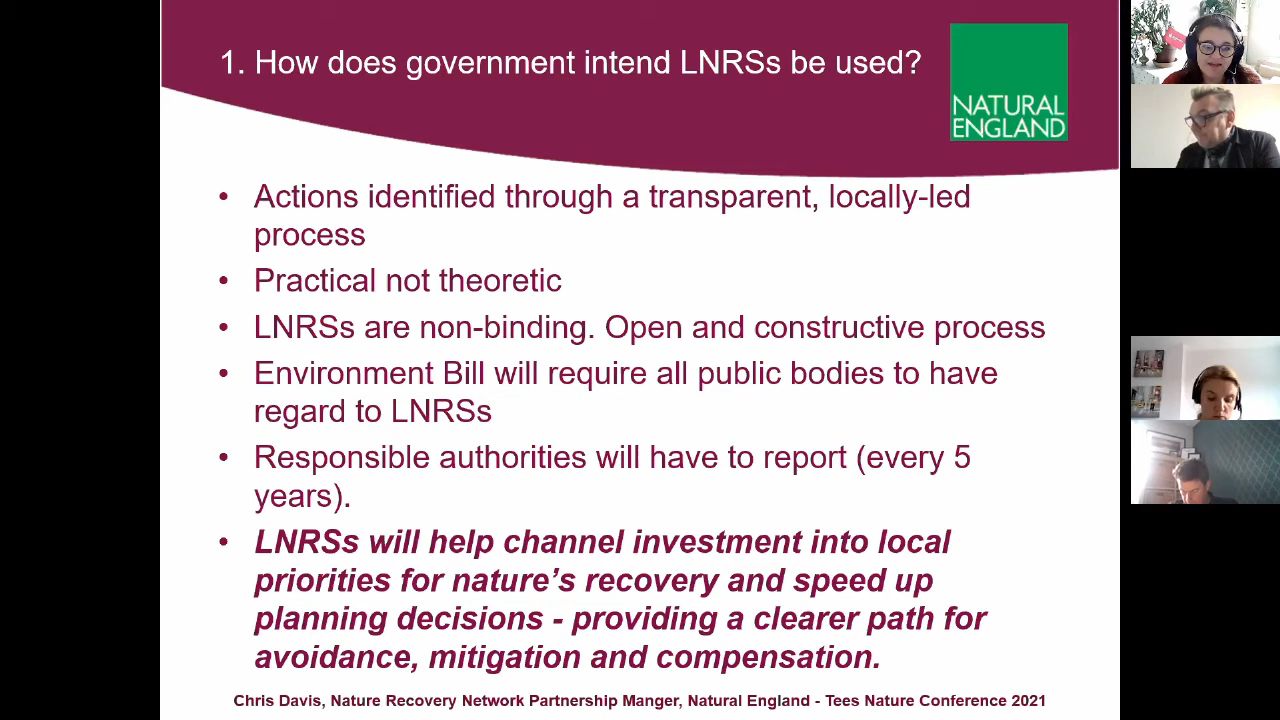 1. How does government intend LNRSs be used?
NATURAL
ENGLAND
• Actions identified through a transparent, locally-led
process
• Practical not theoretic
• LNRSs are non-binding. Open and constructive process
• Environment Bill will require all public bodies to have
regard to LNRSs
• Responsible authorities will have to report (every 5
years).
• LNRSs will help channel investment into local
priorities for nature’s recovery and speed up
planning decisions - providing a clearer path for
avoidance, mitigation and compensation.
Chris Davis, Nature Recovery Network Partnership Manger, Natural England - Tees Nature Conference 2021